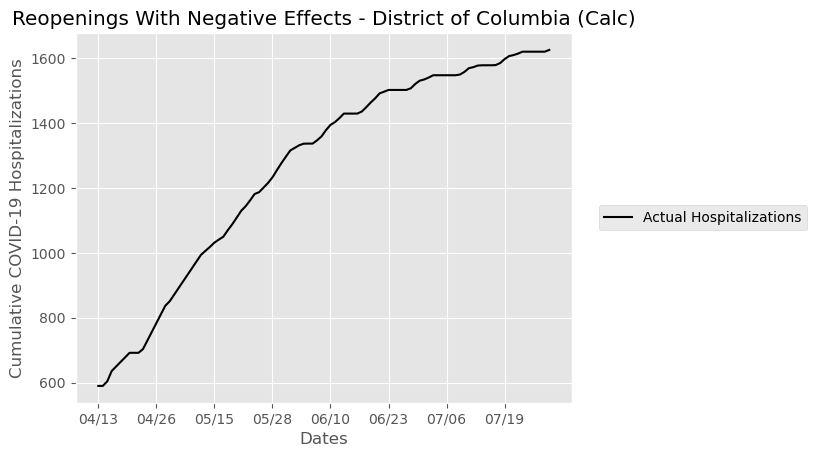 Reopenings With Negative Effects - District of Columbia (Calc)
Cumulative COVID-19 Hospitalizations
1600
1400
1200
1000
800
600
04/13 04/26 05/15 05/28 06/10 06/23 07/06 07/19
Dates
Actual Hospitalizations